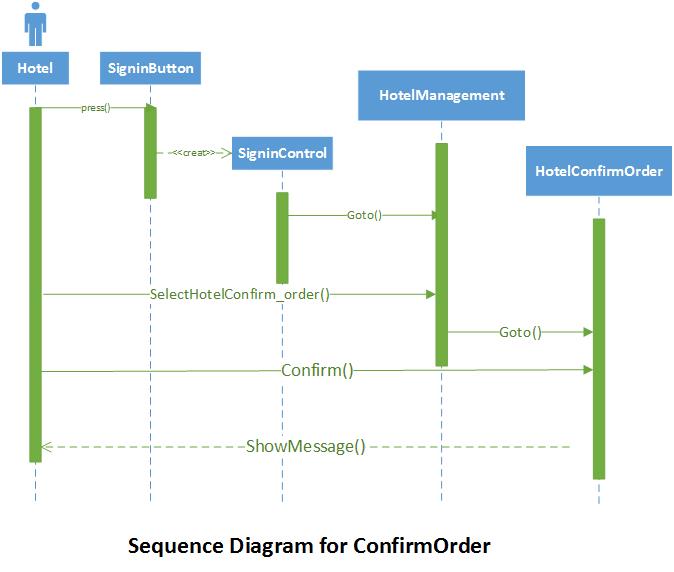 Hotel
SigninButton
HotelManagement
press()
<<creat>>
SigninControl
HotelConfirmOrder
Goto()
SelectHotelConfirm_order()
Goto()
Confirm()
ShowMessage()
Sequence Diagram for ConfirmOrder